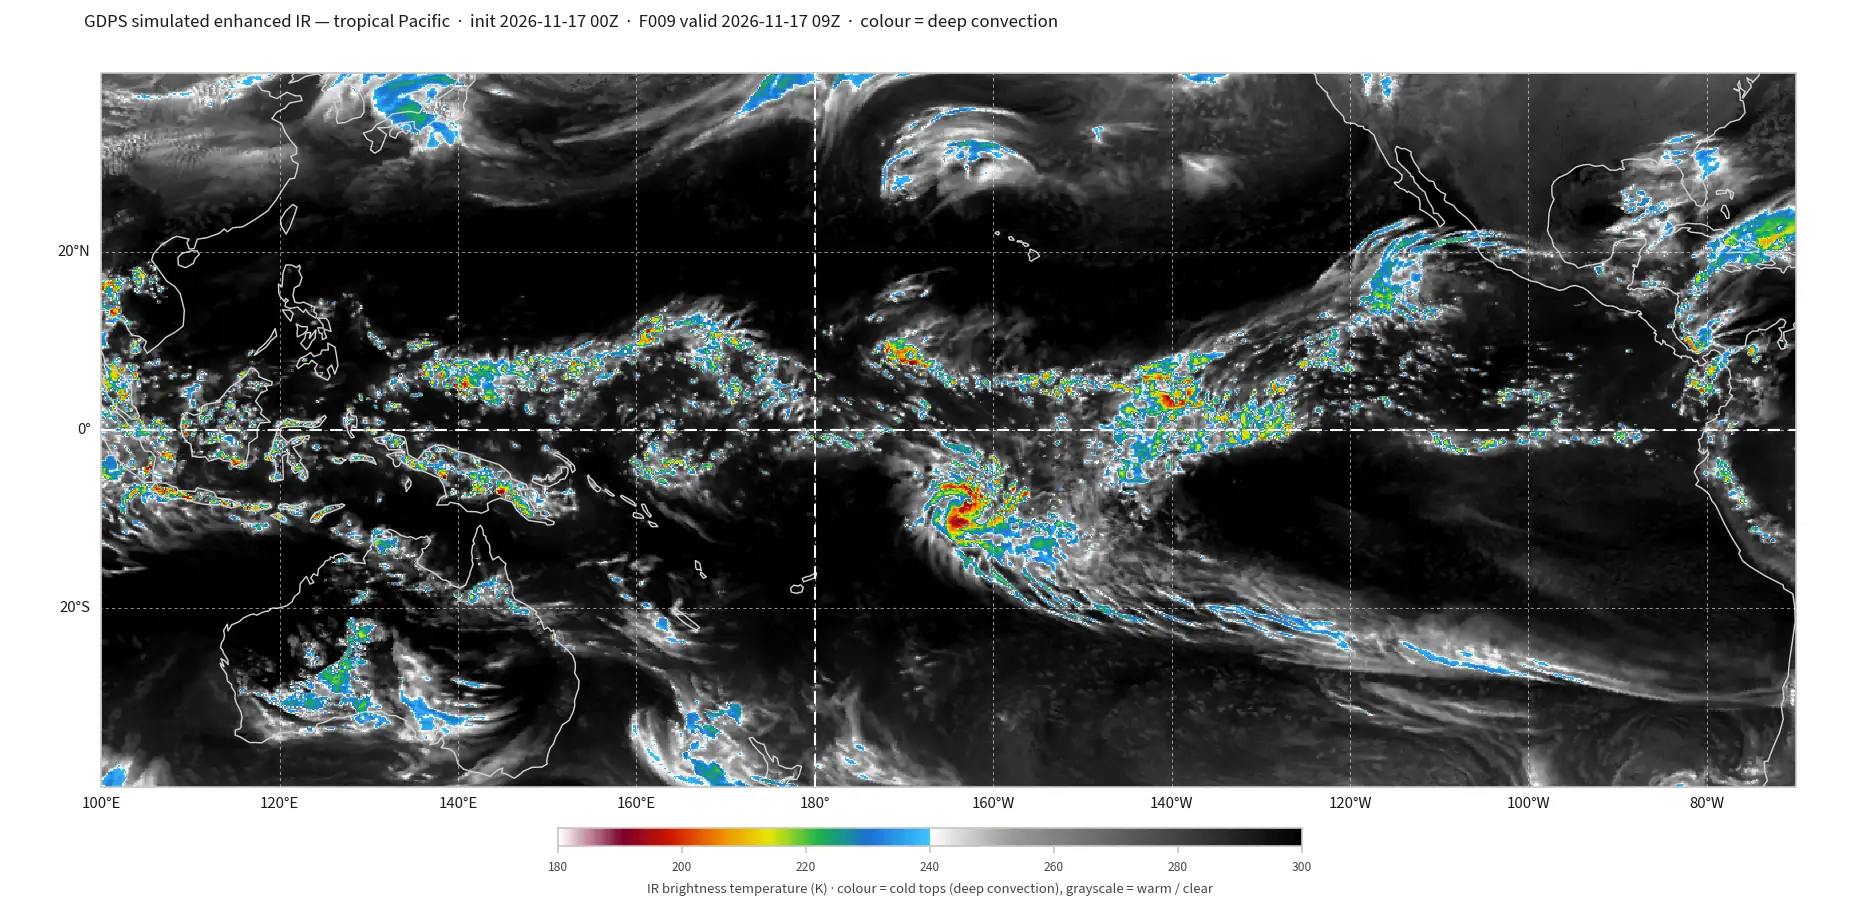 GDPS simulated enhanced IR — tropical Pacific · init 2026-11-17 00Z · F009 valid 2026-11-17 09Z · colour = deep convection
20°N
0°
20°S
100°E 120°E 140°E 160°E 180° 160°W 140°W 120°W 100°W 80°W
180 200 220 240 260 280 300
IR brightness temperature (K) · colour = cold tops (deep convection), grayscale = warm / clear